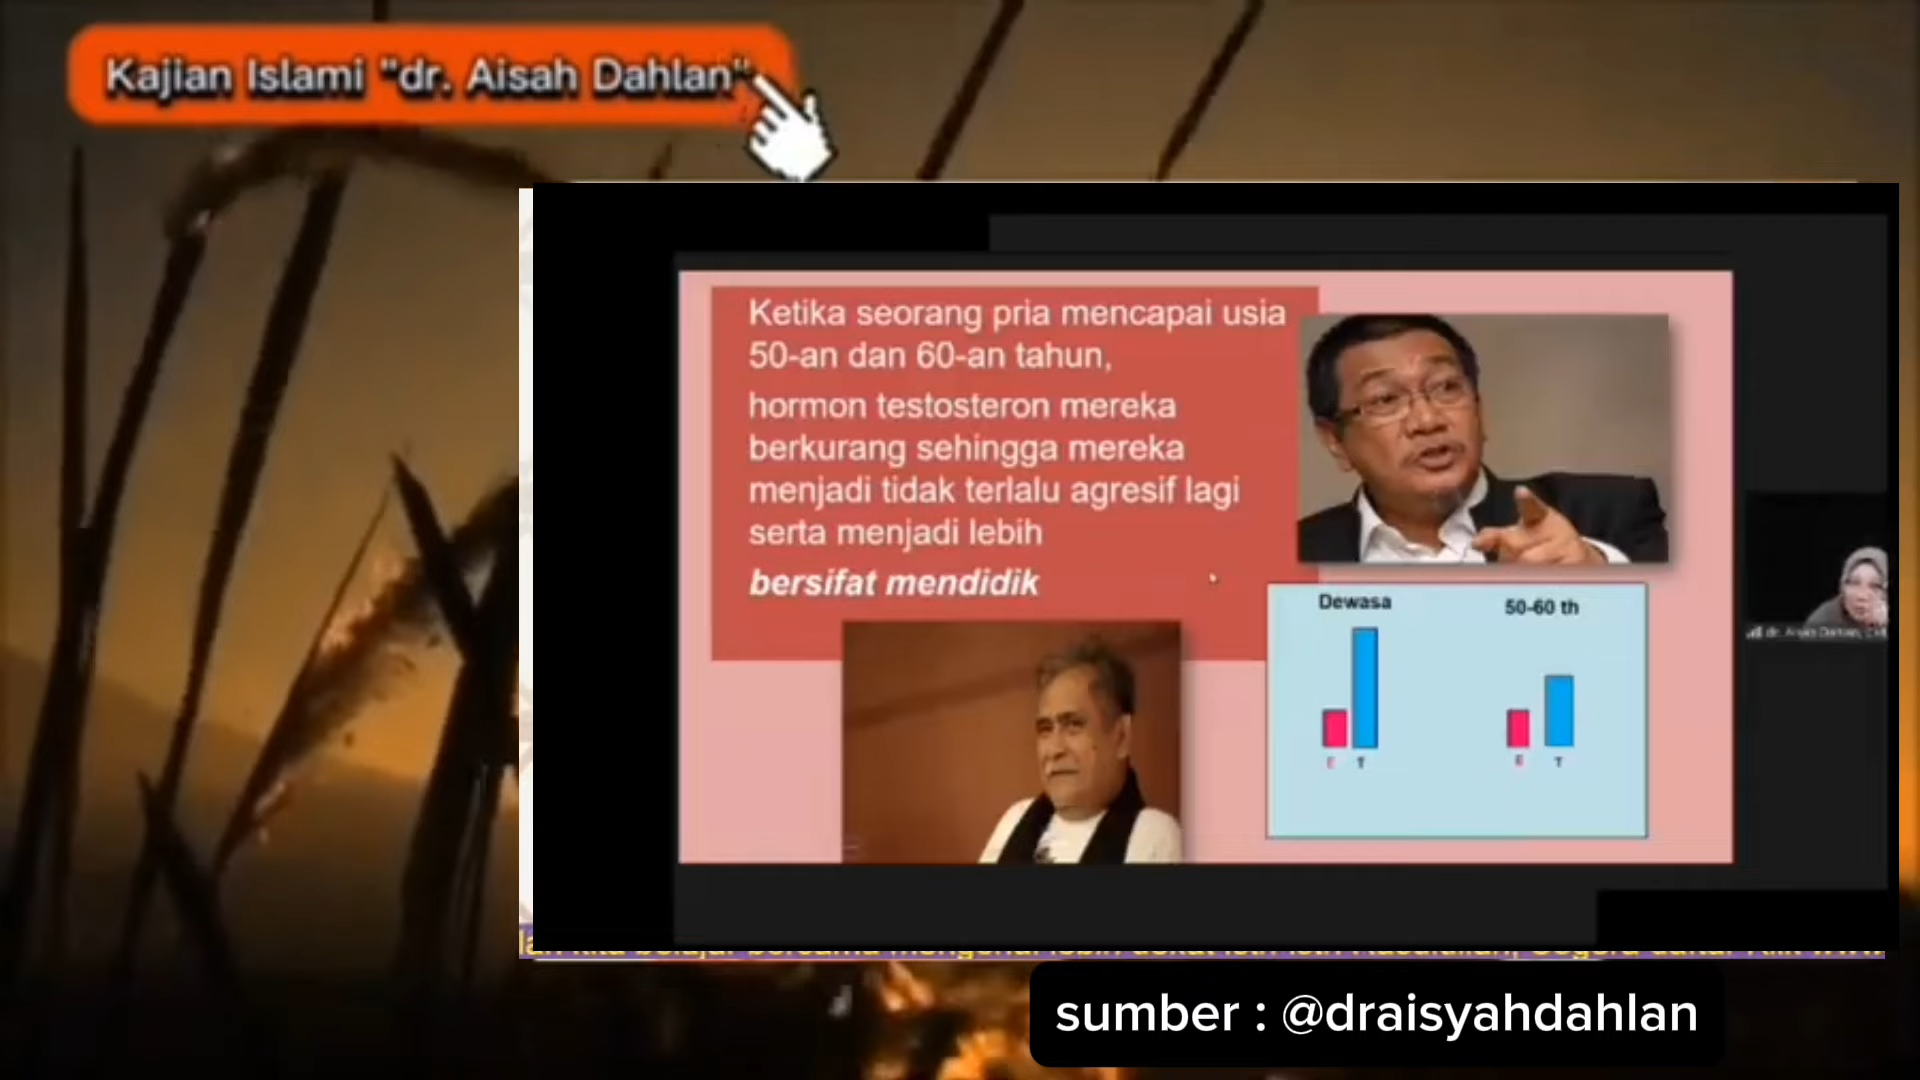 Kajian Islami "dr. Aisah Dahlan"
Ketika seorang pria mencapai usia
50-an dan 60-an tahun,
hormon testosteron mereka
berkurang sehingga mereka
menjadi tidak terlalu agresif lagi
serta menjadi lebih
bersifat mendidik
Dewasa
50-60 th
E T
E T
sumber : @draisyahdahlan